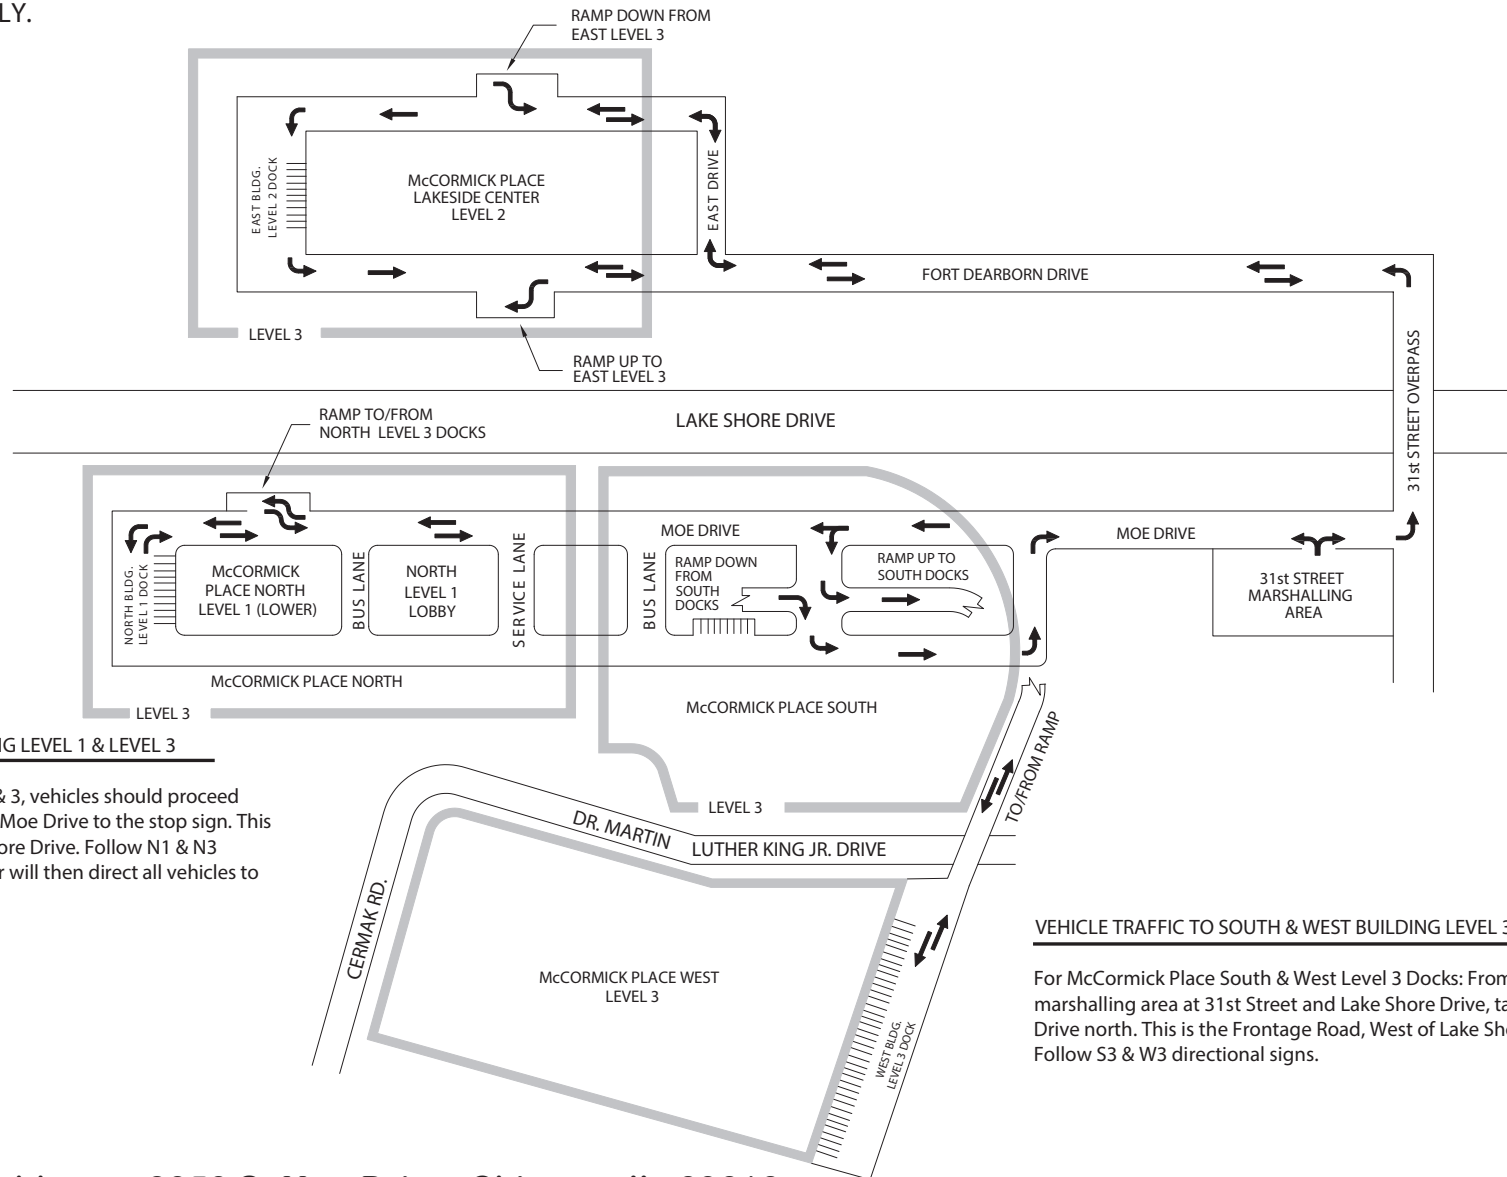 LY.
RAMP DOWN FROM
EAST LEVEL 3
EAST BLDG.
LEVEL 2 DOCK
McCORMICK PLACE
LAKESIDE CENTER
LEVEL 2
EAST DRIVE
FORT DEARBORN DRIVE
LEVEL 3
RAMP UP TO
EAST LEVEL 3
31st STREET OVERPASS
RAMP TO/FROM
NORTH LEVEL 3 DOCKS
LAKE SHORE DRIVE
NORTH BLDG.
LEVEL 1 DOCK
McCORMICK
PLACE NORTH
LEVEL 1 (LOWER)
BUS LANE
NORTH
LEVEL 1
LOBBY
SERVICE LANE
BUS LANE
MOE DRIVE
RAMP DOWN
FROM
SOUTH
DOCKS
RAMP UP TO
SOUTH DOCKS
MOE DRIVE
31st STREET
MARSHALLING
AREA
McCORMICK PLACE NORTH
LEVEL 3
McCORMICK PLACE SOUTH
LEVEL 3
TO/FROM RAMP
NG LEVEL 1 & LEVEL 3
& 3, vehicles should proceed
Moe Drive to the stop sign. This
ore Drive. Follow N1 & N3
r will then direct all vehicles to
DR. MARTIN
LUTHER KING JR. DRIVE
CERMAK RD.
McCORMICK PLACE WEST
LEVEL 3
WEST BLDG.
LEVEL 3 DOCK
VEHICLE TRAFFIC TO SOUTH & WEST BUILDING LEVEL 3
For McCormick Place South & West Level 3 Docks: From
marshalling area at 31st Street and Lake Shore Drive, ta
Drive north. This is the Frontage Road, West of Lake Sho
Follow S3 & W3 directional signs.